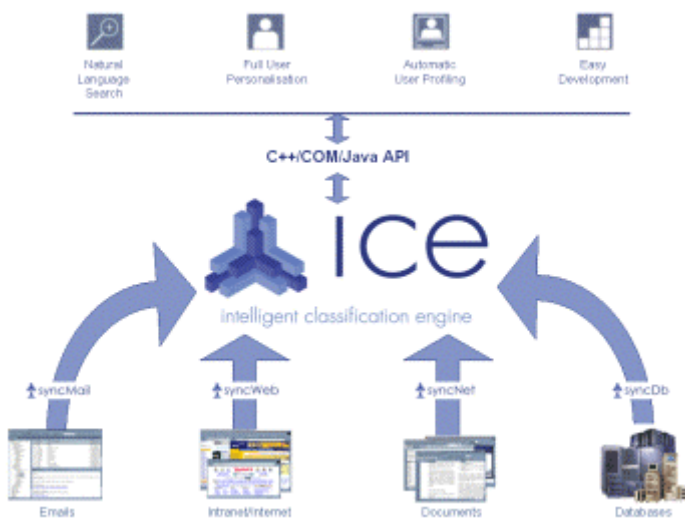 Natural
Language
Search
Full User
Personalisation
Automatic
User Profiling
Easy
Development
C++/COM/Java API
ice
intelligent classification engine
syncMail
syncWeb
syncNet
syncDb
Emails
Intranet/Internet
Documents
Databases